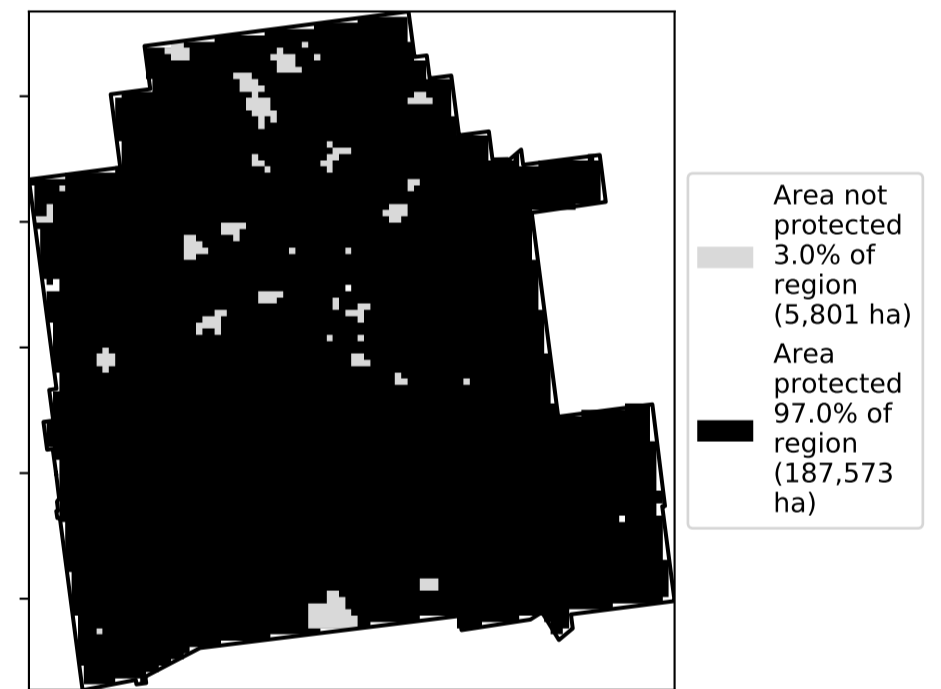 Area not
protected
3.0% of
region
(5,801 ha)
Area
protected
97.0% of
region
(187,573
ha)